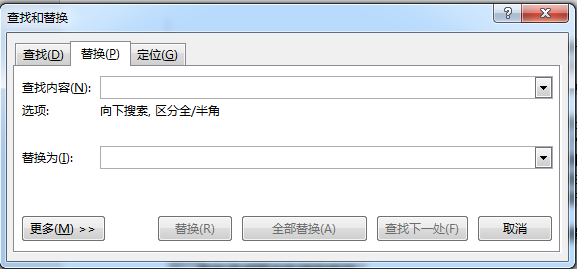 查找和替换
查找(D) 替换(P) 定位(G)
查找内容(N):
选项: 向下搜索, 区分全/半角
替换为(I):
更多(M) >> 替换(R) 全部替换(A) 查找下一处(F) 取消